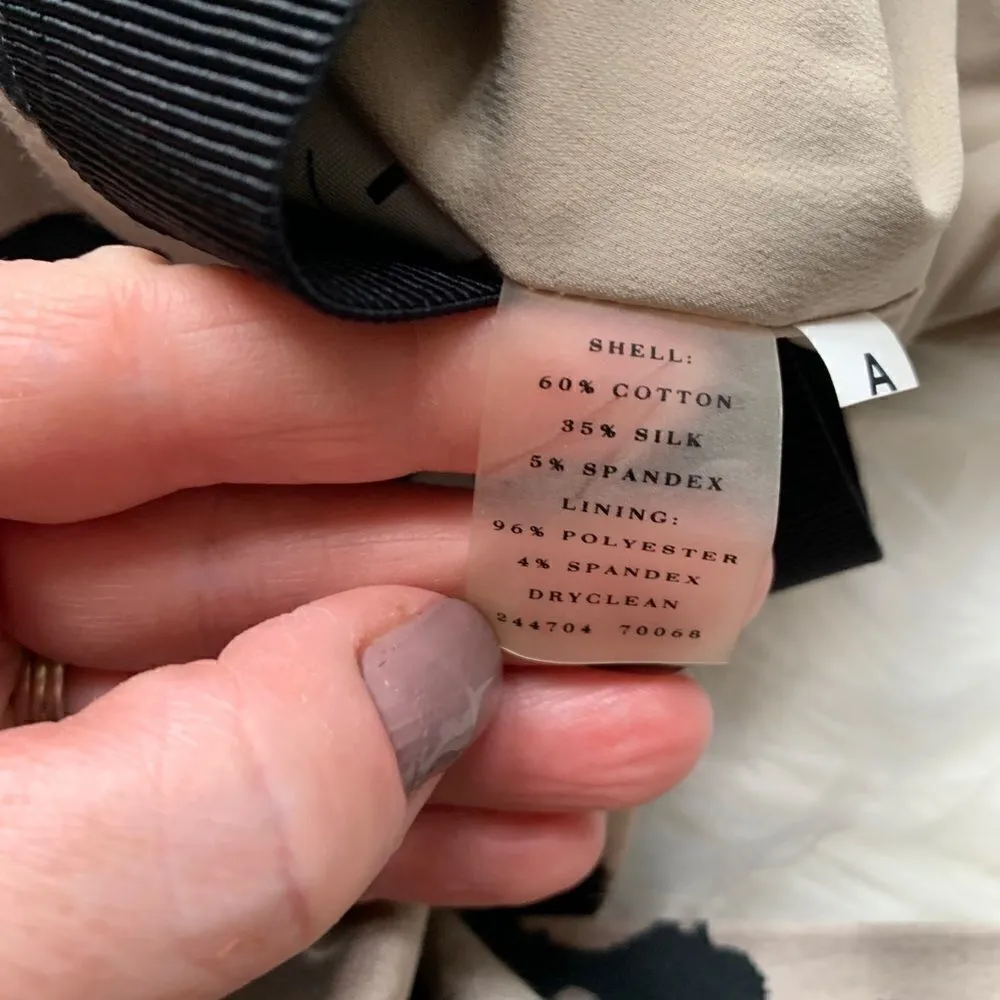 SHELL:
60% COTTON
35% SILK
5% SPANDEX
LINING:
96% POLYESTER
4% SPANDEX
DRYCLEAN
244704 70068
A